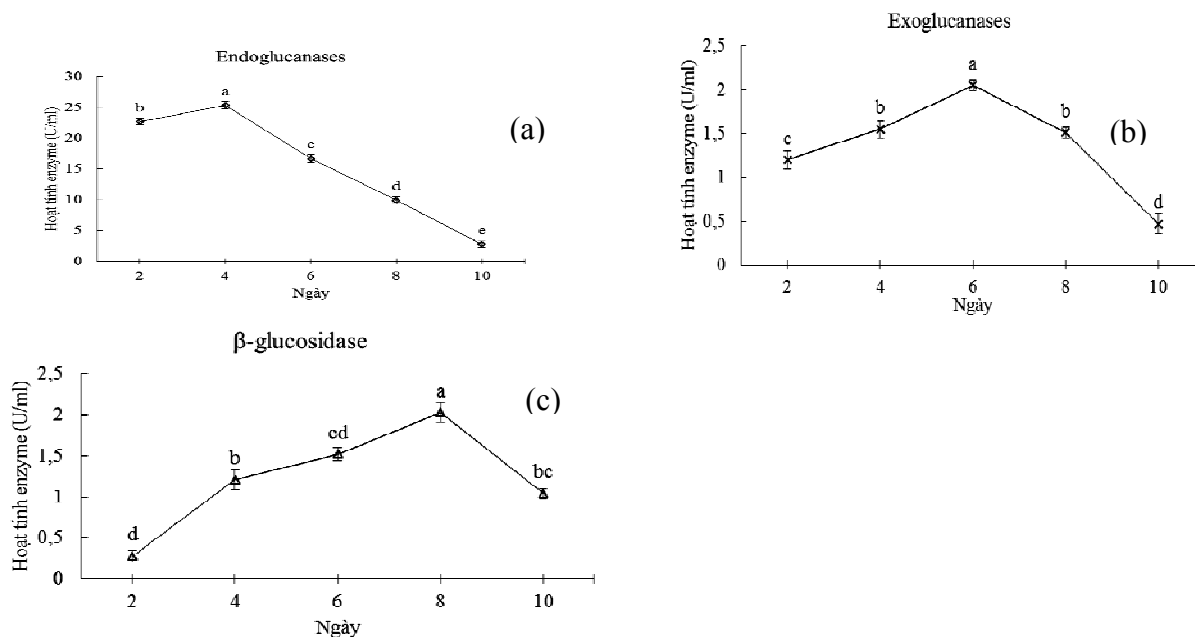 Endoglucanases
Hoạt tính enzyme (U/ml)
30
25
20
15
10
5
0
b
a
c
d
e
2 4 6 8 10
Ngày
(a)
Exoglucanases
Hoạt tính enzyme (U/ml)
2,5
2
1,5
1
0,5
0
c
b
a
b
d
2 4 6 8 10
Ngày
(b)
β-glucosidase
Hoạt tính enzyme (U/ml)
2,5
2
1,5
1
0,5
0
d
b
cd
a
bc
2 4 6 8 10
Ngày
(c)